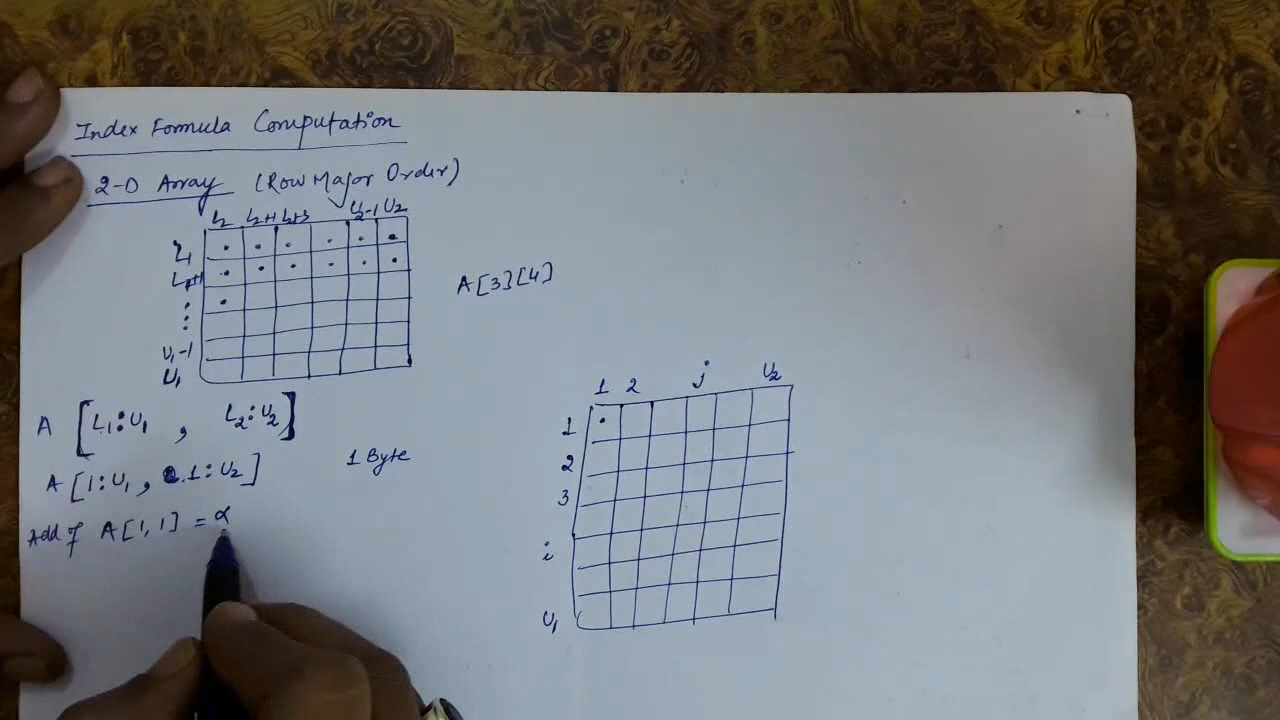 Index Formula Computation
2-D Array (Row Major Order)
L2 L2+1 L2+3 U2-1 U2
L1
L1+1
:
:
U1-1
U1
A[3][4]
A [L1:U1 , L2:U2]
A[1:U1, 1:U2]
1 Byte
Add of A[1,1] = α
1 2 j U2
1
2
3
i
U1